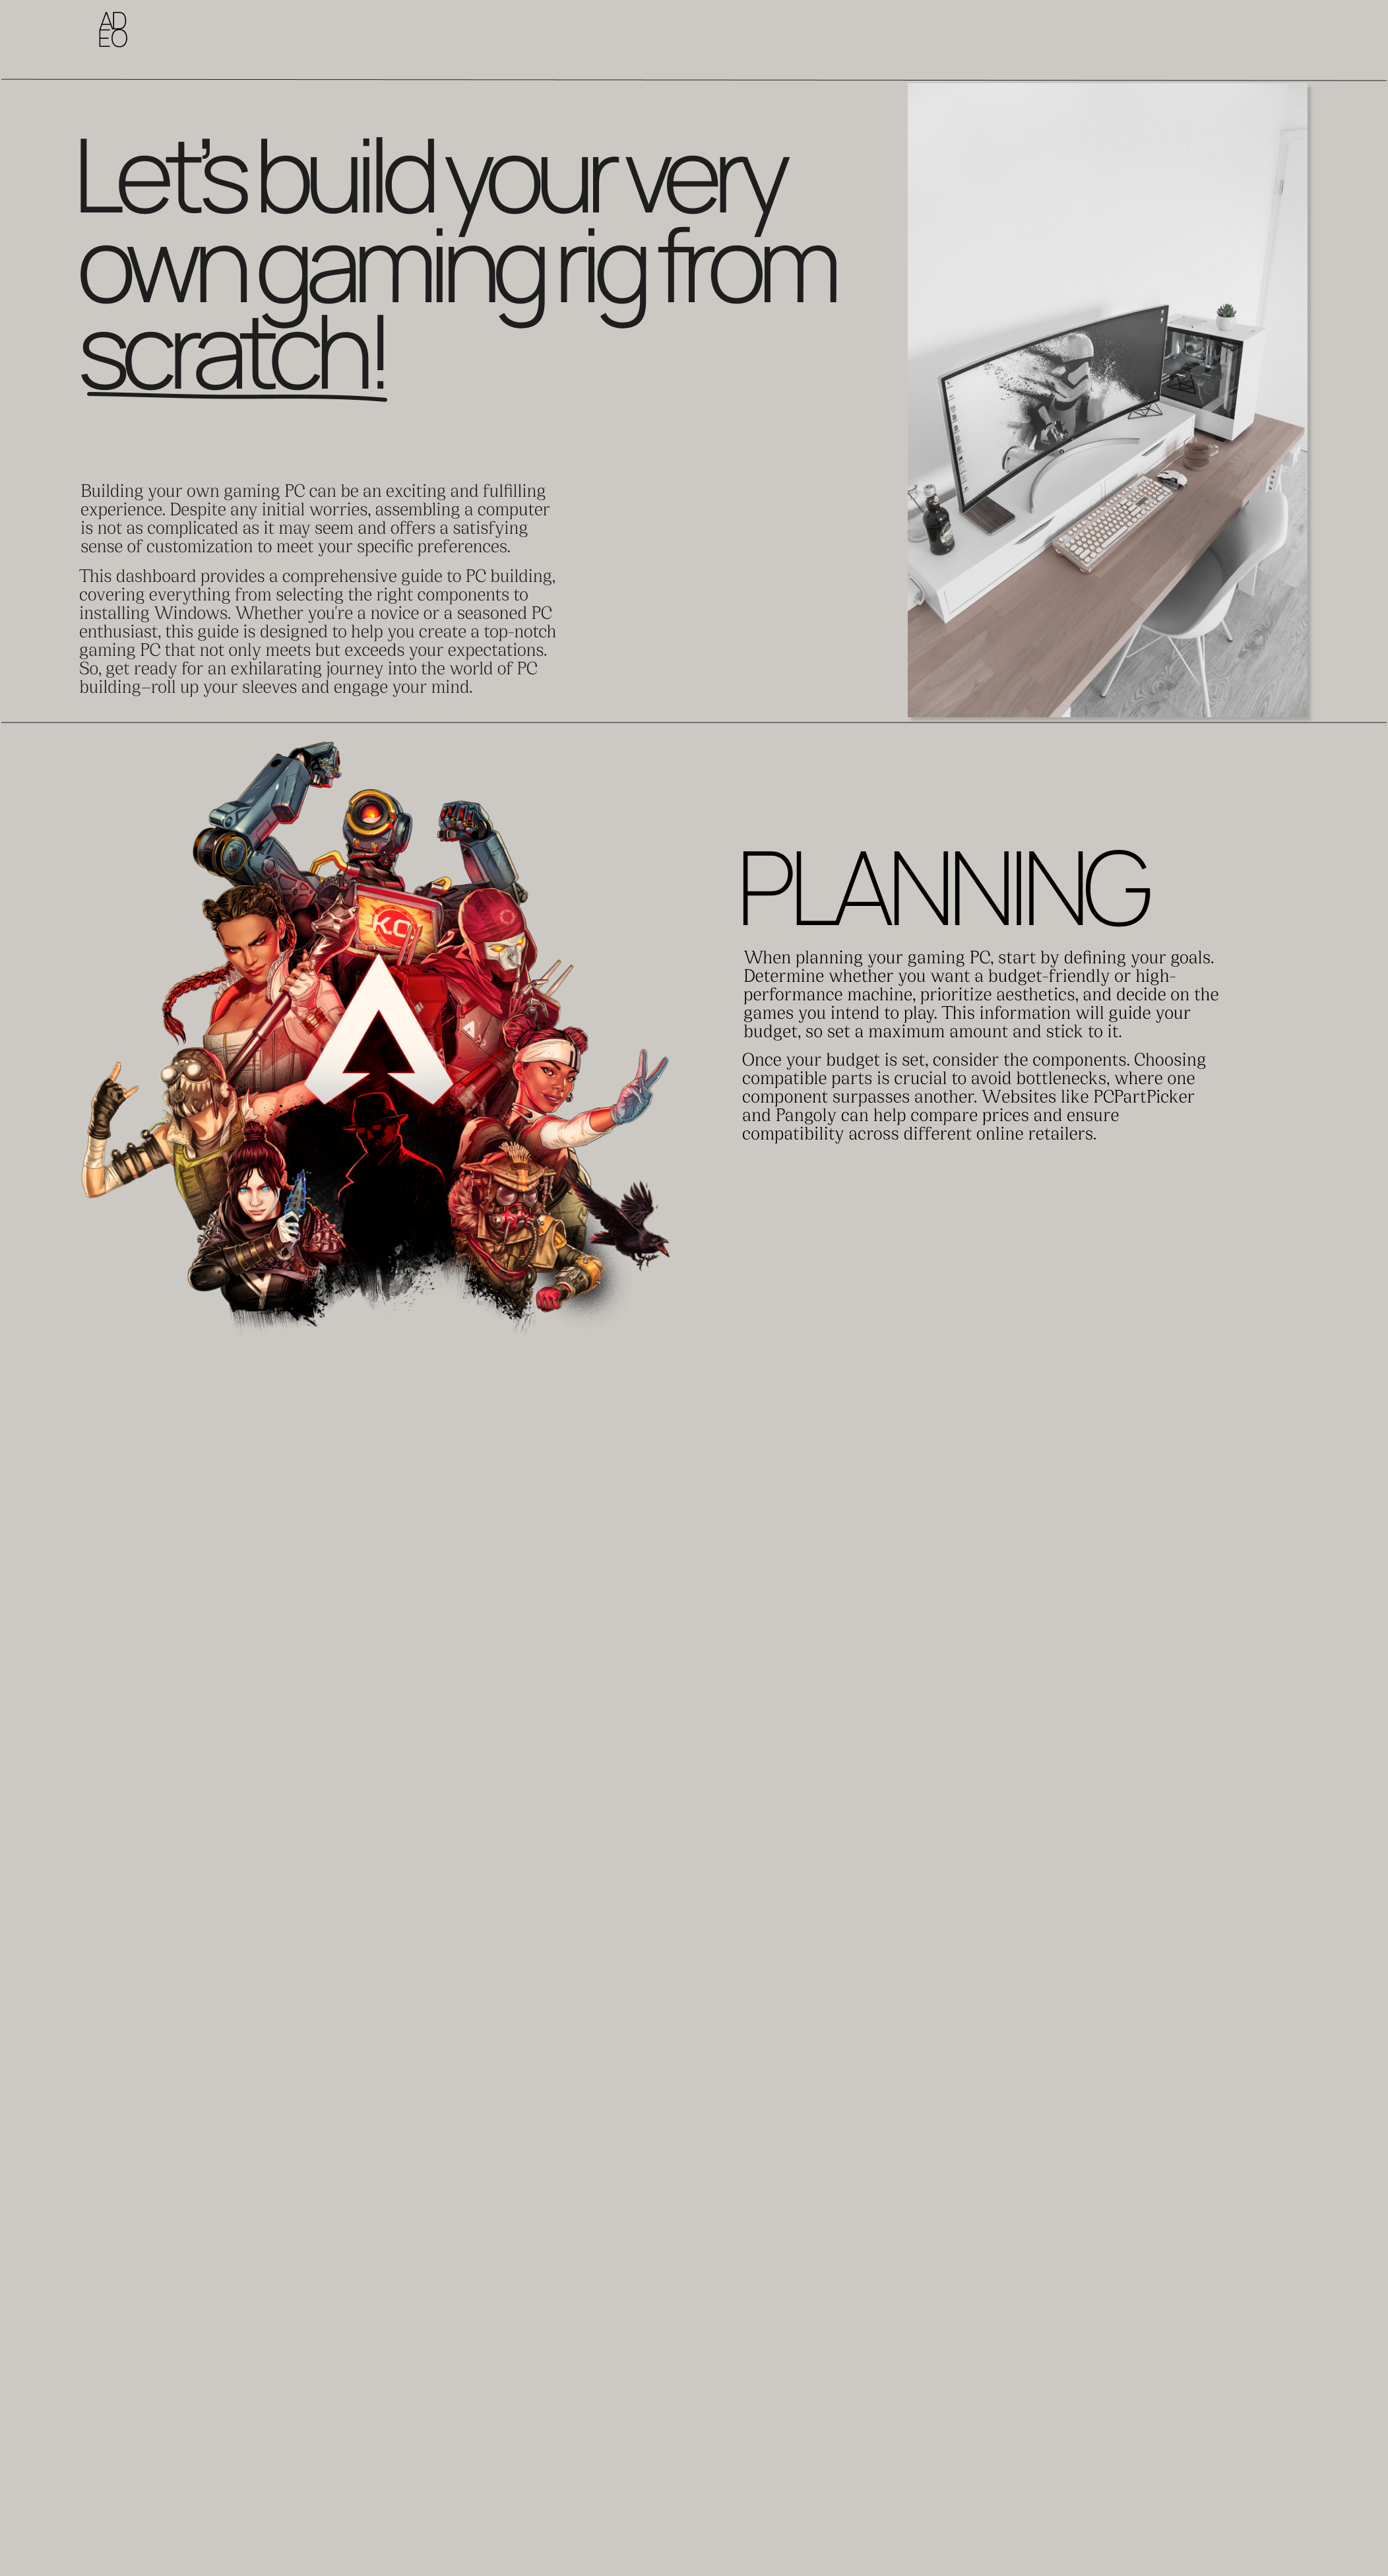 AD
EO
Let's build your very
own gaming rig from
scratch!
Building your own gaming PC can be an exciting and fulfilling
experience. Despite any initial worries, assembling a computer
is not as complicated as it may seem and offers a satisfying
sense of customization to meet your specific preferences.
This dashboard provides a comprehensive guide to PC building,
covering everything from selecting the right components to
installing Windows. Whether you're a novice or a seasoned PC
enthusiast, this guide is designed to help you create a top-notch
gaming PC that not only meets but exceeds your expectations.
So, get ready for an exhilarating journey into the world of PC
building—roll up your sleeves and engage your mind.
K.O.
PLANNING
When planning your gaming PC, start by defining your goals.
Determine whether you want a budget-friendly or high-
performance machine, prioritize aesthetics, and decide on the
games you intend to play. This information will guide your
budget, so set a maximum amount and stick to it.
Once your budget is set, consider the components. Choosing
compatible parts is crucial to avoid bottlenecks, where one
component surpasses another. Websites like PCPartPicker
and Pangoly can help compare prices and ensure
compatibility across different online retailers.